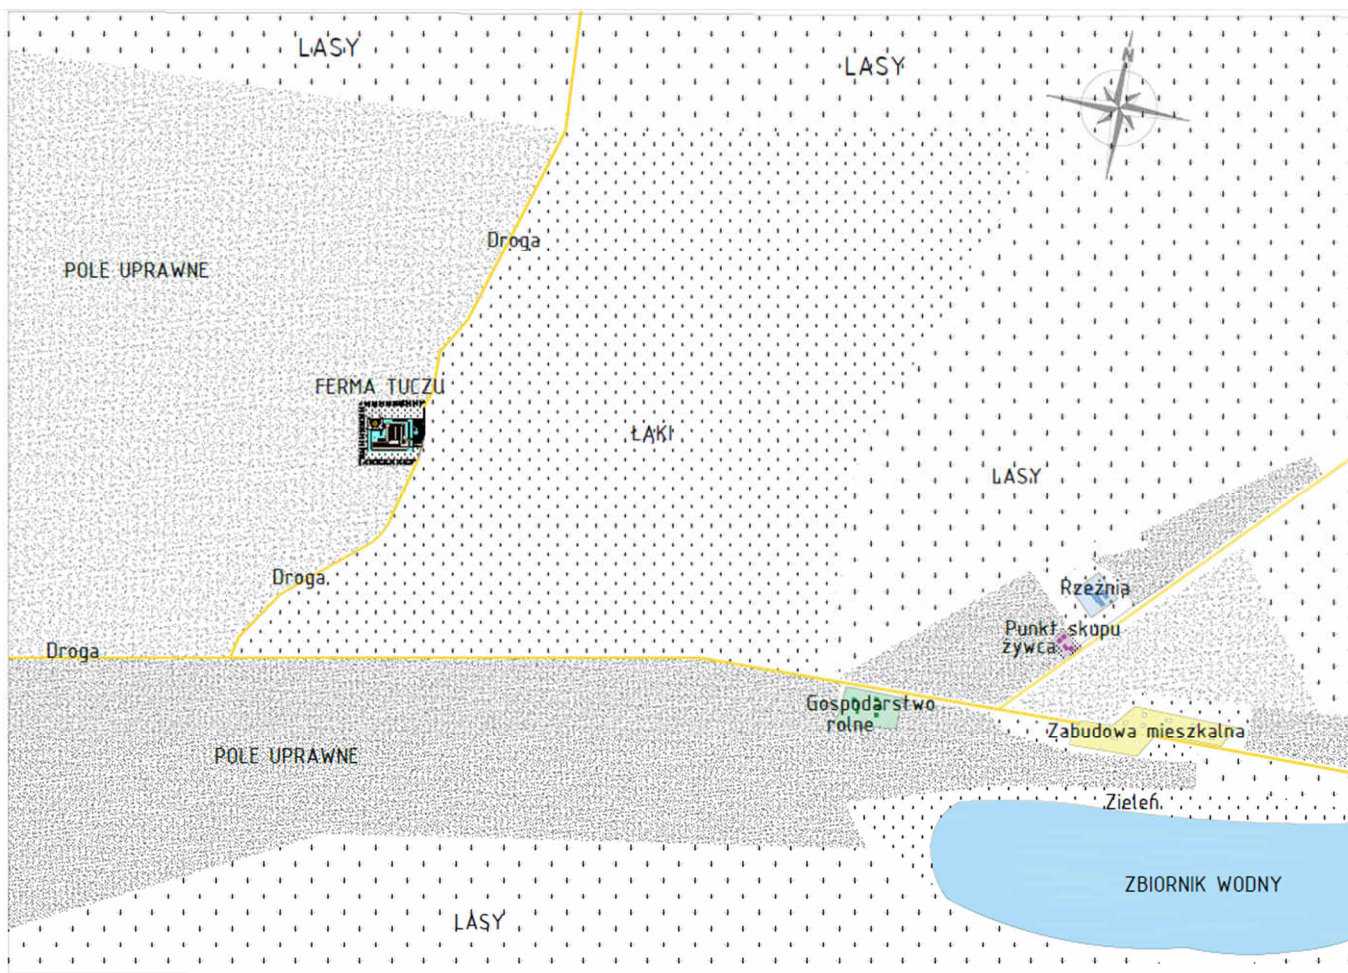 LASY
LASY
N
Droga
POLE UPRAWNE
FERMA TUCZU
ŁĄKI
LASY
Droga
Rzeźnia
Punkt skupu
żywca
Droga
Gospodarstwo
rolne
Zabudowa mieszkalna
POLE UPRAWNE
Zieleń
ZBIORNIK WODNY
LASY